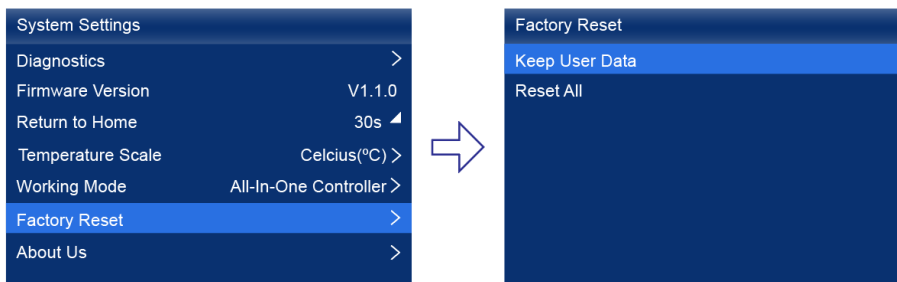 System Settings
Diagnostics >
Firmware Version V1.1.0
Return to Home 30s
Temperature Scale Celcius(ºC) >
Working Mode All-In-One Controller >
Factory Reset >
About Us >
Factory Reset
Keep User Data
Reset All